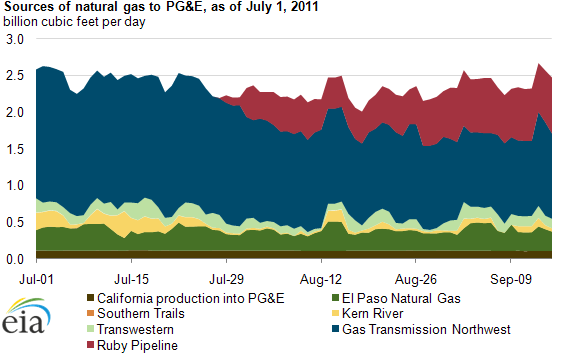 Sources of natural gas to PG&E, as of July 1, 2011
billion cubic feet per day
3.0
2.5
2.0
1.5
1.0
0.5
0.0
Jul-01 Jul-15 Jul-29 Aug-12 Aug-26 Sep-09
California production into PG&E El Paso Natural Gas
Southern Trails Kern River
Transwestern Gas Transmission Northwest
Ruby Pipeline
eia